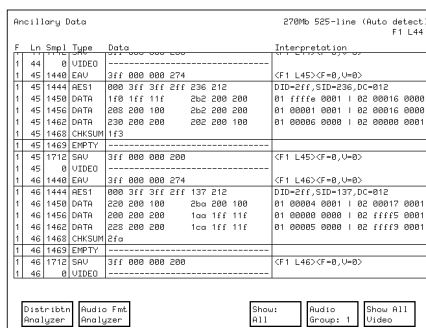 Ancillary Data 270Mb 525-line (Auto detect)
F1 L44
F Ln Smpl Type Data Interpretation
1 44 0 VIDEO --------------------
1 45 1440 EAV 3ff 000 000 274 <F1 L45><F=0,V=0>
1 45 1444 AES1 000 3ff 3ff 2ff 236 212 DID=2ff,SID=236,DC=012
1 45 1450 DATA 1f0 1ff 11f 2b2 200 200 01 ffffe 0000 1 02 00016 0000
1 45 1456 DATA 208 200 100 2b2 200 200 01 00001 0001 1 02 00016 0000
1 45 1462 DATA 230 200 200 202 200 100 01 00006 0000 1 02 00000 0001
1 45 1468 CHKSUM 1f3
1 45 1469 EMPTY --------------------
1 45 1712 SAV 3ff 000 000 200 <F1 L45><F=0,V=0>
1 45 0 VIDEO --------------------
1 46 1440 EAV 3ff 000 000 274 <F1 L46><F=0,V=0>
1 46 1444 AES1 000 3ff 3ff 2ff 137 212 DID=2ff,SID=137,DC=012
1 46 1450 DATA 220 200 100 2ba 200 100 01 00004 0001 1 02 00017 0001
1 46 1456 DATA 200 200 200 1aa 1ff 11f 01 00000 0000 1 02 ffff5 0001
1 46 1462 DATA 228 200 200 1ca 1ff 11f 01 00005 0000 1 02 ffff9 0001
1 46 1468 CHKSUM 2fa
1 46 1469 EMPTY --------------------
1 46 1712 SAV 3ff 000 000 200 <F1 L46><F=0,V=0>
1 46 0 VIDEO --------------------
Distribtn Analyzer
Audio Fmt Analyzer
Show: All
Audio Group: 1
Show All Video